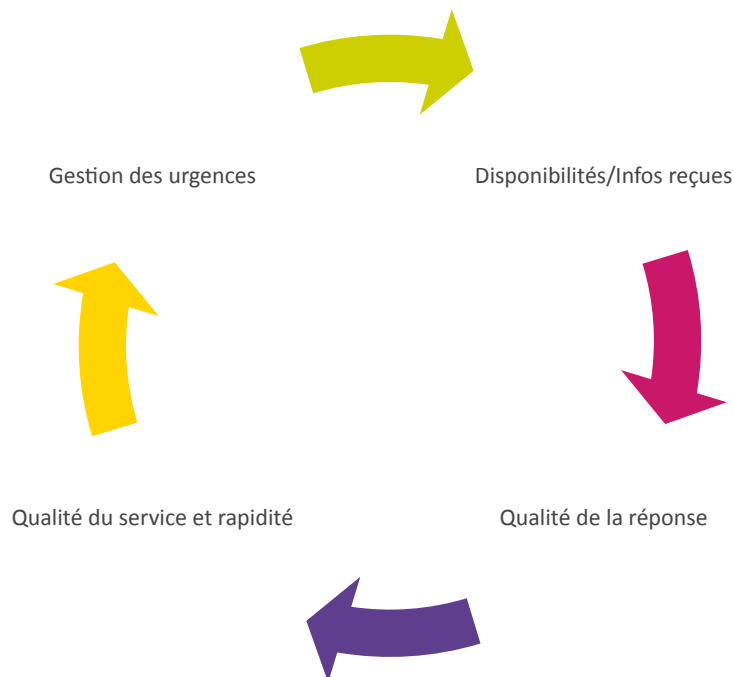 Gestion des urgences
Disponibilités/Infos reçues
Qualité du service et rapidité
Qualité de la réponse